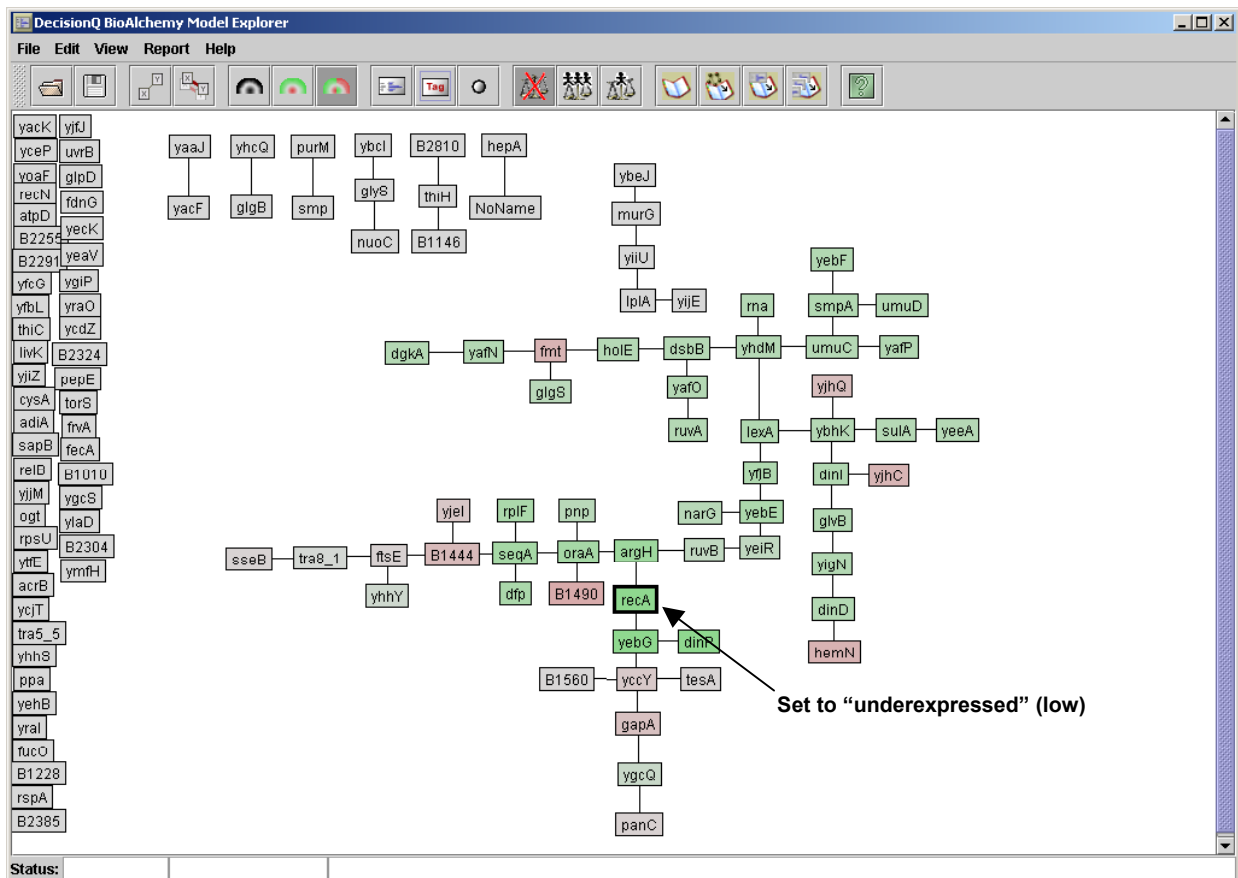 DecisionQ BioAlchemy Model Explorer
File Edit View Report Help
X Y X Y Tag ?
yacK yjfJ
yceP uvrB
yoaF glpD
recN fdnG
atpD yecK
B2255 yeaV
B2291 ygiP
yfcG yraO
yfbL ycdZ
thiC B2324
livK pepE
yjiZ torS
cysA frvA
adiA fecA
sapB B1010
relB ygcS
yjjM ylaD
ogt B2304
rpsU ymfH
ytfE
acrB
ycjT
tra5_5
yhhS
ppa
yehB
yraI
fucO
B1228
rspA
B2385
yaaJ yhcQ purM ybcI B2810 hepA
yacF glgB smp glyS thiH NoName
nuoC B1146
ybeJ
murG
yiiU
lplA yijE
yebF
rna smpA umuD
dgkA yafN fmt holE dsbB yhdM umuC yafP
glgS yafO yjhQ
ruvA lexA ybhK sulA yeeA
yfjB dinI yjhC
yjeI rplF pnp narG yebE glvB
sseB tra8_1 ftsE B1444 seqA oraA argH ruvB yeiR yigN
yhhY dfp B1490 recA dinD
yebG dinP hemN
B1560 yccY tesA
Set to “underexpressed” (low)
gapA
ygcQ
panC
Status: